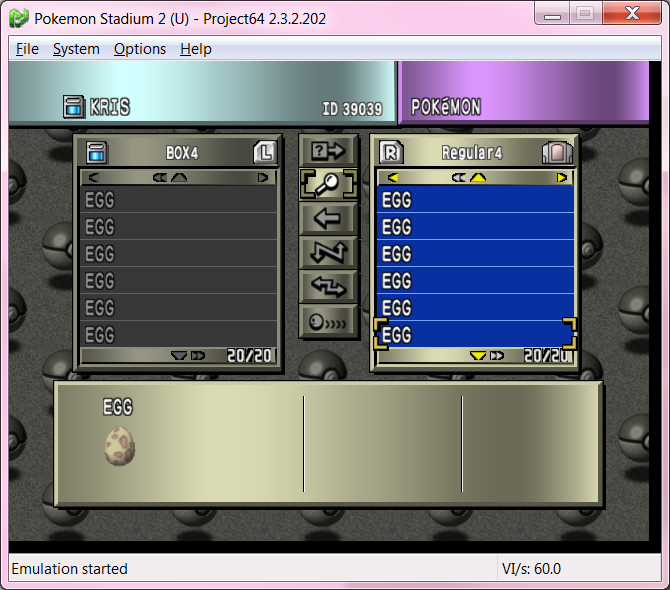 Pokemon Stadium 2 (U) - Project64 2.3.2.202
File System Options Help
KRIS ID 39039 POKéMON
BOX4 L
R Regular4
EGG
EGG
EGG
EGG
EGG
EGG
20/20
EGG
EGG
EGG
EGG
EGG
EGG
20/20
EGG
Emulation started VI/s: 60.0